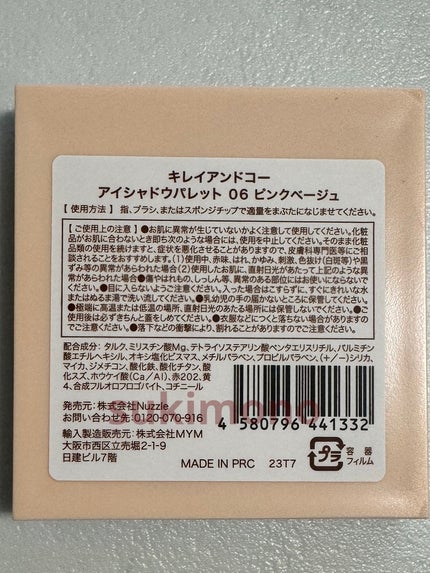 キレイアンドコー
アイシャドウパレット 06 ピンクベージュ
【 使用方法 】 指、ブラシ、またはスポンジチップで適量をまぶたになじませてください。
【 ご使用上の注意 】 ●お肌に異常が生じていないかよく注意して使用してください。化粧
品がお肌に合わないとき即ち次のような場合には、使用を中止してください。そのまま化粧
品類の使用を続けますと、症状を悪化させることがありますので、皮膚科専門医等にご相
談されることをおすすめします。(1)使用中、赤味、はれ、かゆみ、刺激、色抜け(白斑等)や黒
ずみ等の異常があらわれた場合(2)使用したお肌に、直射日光があたって上記のような異
常があらわれた場合●傷やはれもの、しっしん、等、異常のある部位にはお使いにならないで
ください。●目に入らないようにご注意ください。入った場合はこすらずに、すぐにきれいな水
またはぬるま湯で洗い流してください。●乳幼児の手の届かないところに保管してください。
●極端に高温または低温の場所、直射日光のあたる場所には保管しないでください。●ご使
用後は必ずきちんと蓋をしめてください。●衣服などにつくと落ちない場合がありますので
ご注意ください。●落下などの衝撃により、割れることがありますのでご注意ください。
配合成分：タルク、ミリスチン酸Mg、テトライソステアリン酸ペンタエリスリチル、パルミチン
酸エチルヘキシル、オキシ塩化ビスマス、メチルパラベン、プロピルパラベン、(+/-)シリカ、
マイカ、ジメチコン、酸化鉄、酸化チタン、酸
化スズ、ホウケイ酸(Ca/Al)、赤202、黄
4、合成フルオロフロゴパイト、コチニール
発売元：株式会社Nuzzle
お問い合わせ先:0120-070-916
輸入製造販売元：株式会社MYM
大阪市西区立売堀2-1-9
日建ビル7階
sukimono
4 580796 441332
MADE IN PRC 23T7
プラ
容器
フィルム